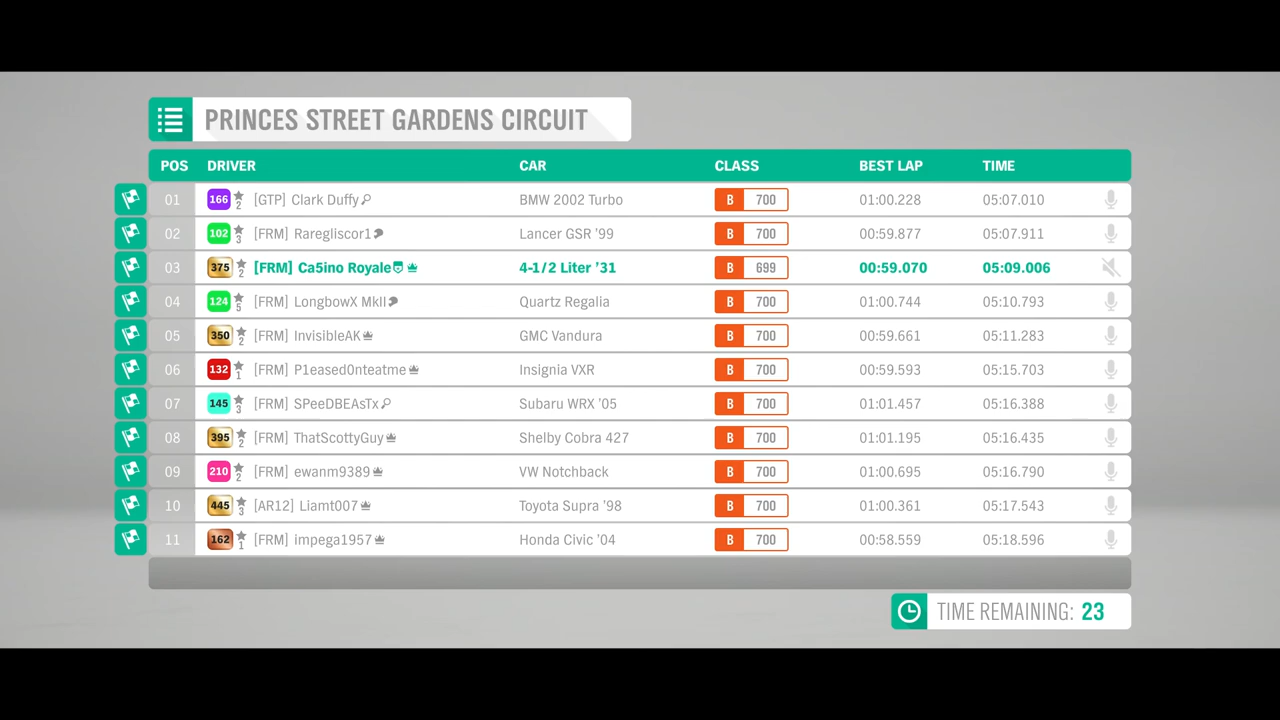 PRINCES STREET GARDENS CIRCUIT
POS DRIVER CAR CLASS BEST LAP TIME
01 166 2 [GTP] Clark Duffy BMW 2002 Turbo B 700 01:00.228 05:07.010
02 102 3 [FRM] Raregliscor1 Lancer GSR '99 B 700 00:59.877 05:07.911
03 375 2 [FRM] Ca5ino Royale 4-1/2 Liter '31 B 699 00:59.070 05:09.006
04 124 5 [FRM] LongbowX MkII Quartz Regalia B 700 01:00.744 05:10.793
05 350 2 [FRM] InvisibleAK GMC Vandura B 700 00:59.661 05:11.283
06 132 1 [FRM] P1eased0nteatme Insignia VXR B 700 00:59.593 05:15.703
07 145 3 [FRM] SPeeDBEAsTx Subaru WRX '05 B 700 01:01.457 05:16.388
08 395 2 [FRM] ThatScottyGuy Shelby Cobra 427 B 700 01:01.195 05:16.435
09 210 2 [FRM] ewanm9389 VW Notchback B 700 01:00.695 05:16.790
10 445 3 [AR12] Liamt007 Toyota Supra '98 B 700 01:00.361 05:17.543
11 162 1 [FRM] impega1957 Honda Civic '04 B 700 00:58.559 05:18.596
TIME REMAINING: 23